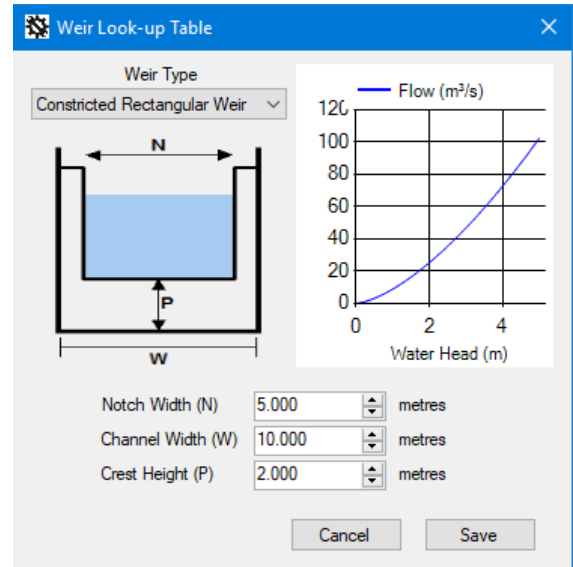 Weir Look-up Table
Weir Type
Constricted Rectangular Weir
N
P
W
Flow (m³/s)
120
100
80
60
40
20
0
0 2 4
Water Head (m)
Notch Width (N) 5.000 metres
Channel Width (W) 10.000 metres
Crest Height (P) 2.000 metres
Cancel Save